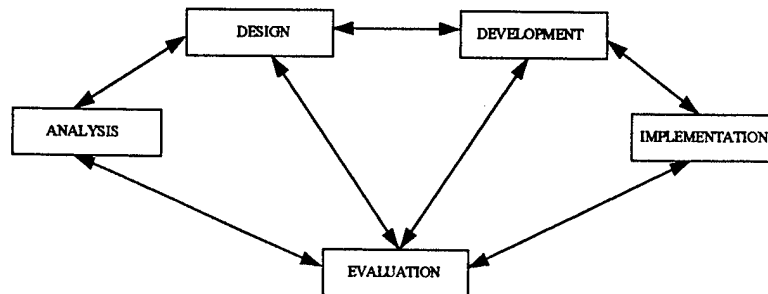 DESIGN
DEVELOPMENT
ANALYSIS
IMPLEMENTATION
EVALUATION